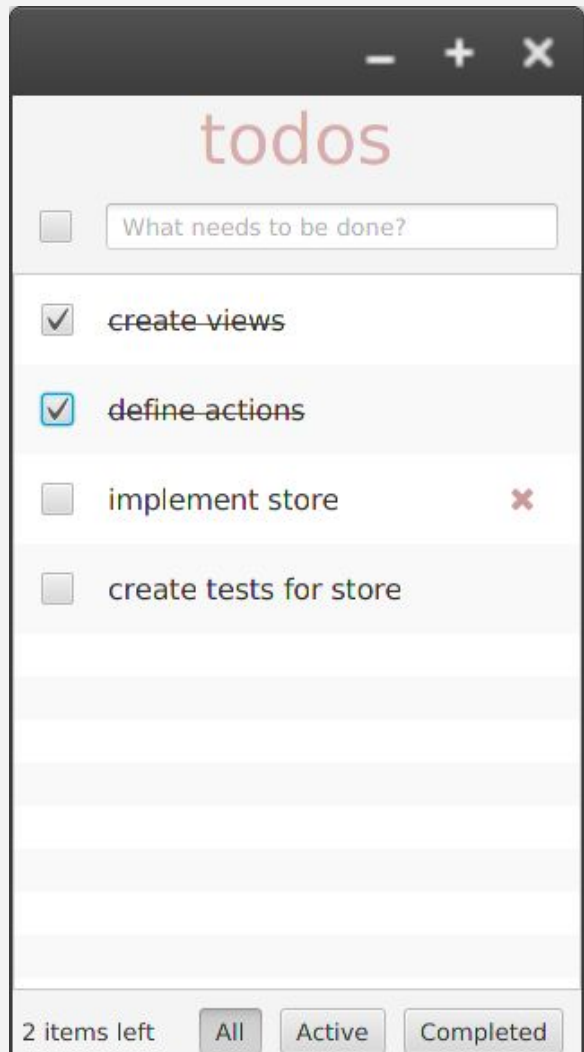 todos
What needs to be done?
create views
define actions
implement store
create tests for store
2 items left All Active Completed